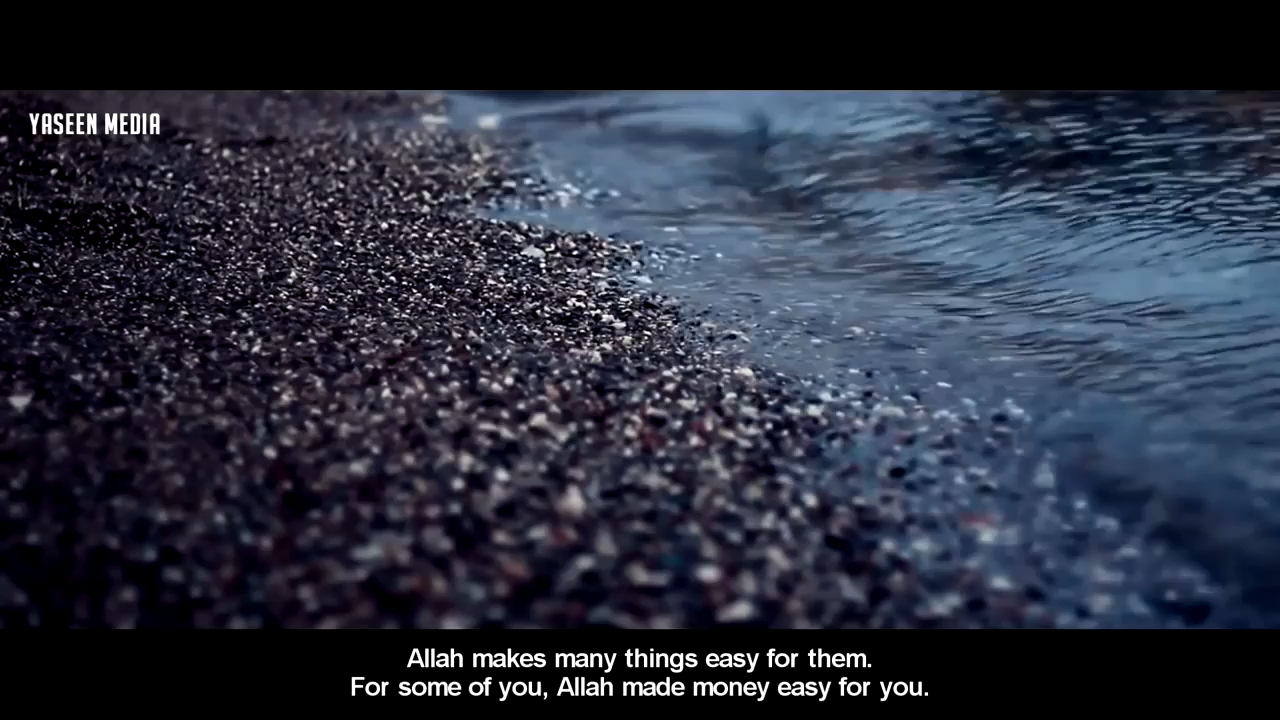 YASEEN MEDIA
Allah makes many things easy for them.
For some of you, Allah made money easy for you.